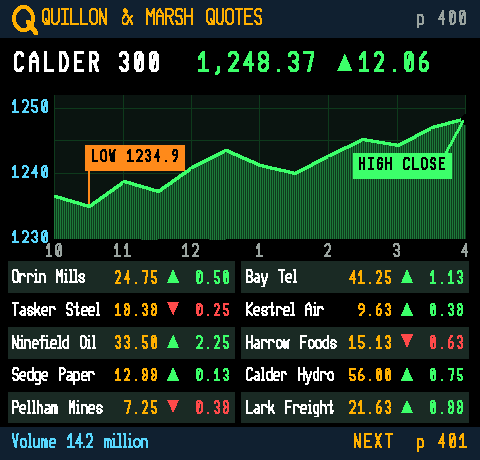 QUILLON & MARSH QUOTES p 400
CALDER 300 1,248.37 ▲12.06
1250
LOW 1234.9
1240
HIGH CLOSE
1230
10 11 12 1 2 3 4
Orrin Mills 24.75 ▲ 0.50
Bay Tel 41.25 ▲ 1.13
Tasker Steel 18.38 ▼ 0.25
Kestrel Air 9.63 ▲ 0.38
Ninefield Oil 33.50 ▲ 2.25
Harrow Foods 15.13 ▼ 0.63
Sedge Paper 12.88 ▲ 0.13
Calder Hydro 56.00 ▲ 0.75
Pellham Mines 7.25 ▼ 0.38
Lark Freight 21.63 ▲ 0.88
Volume 14.2 million NEXT p 401